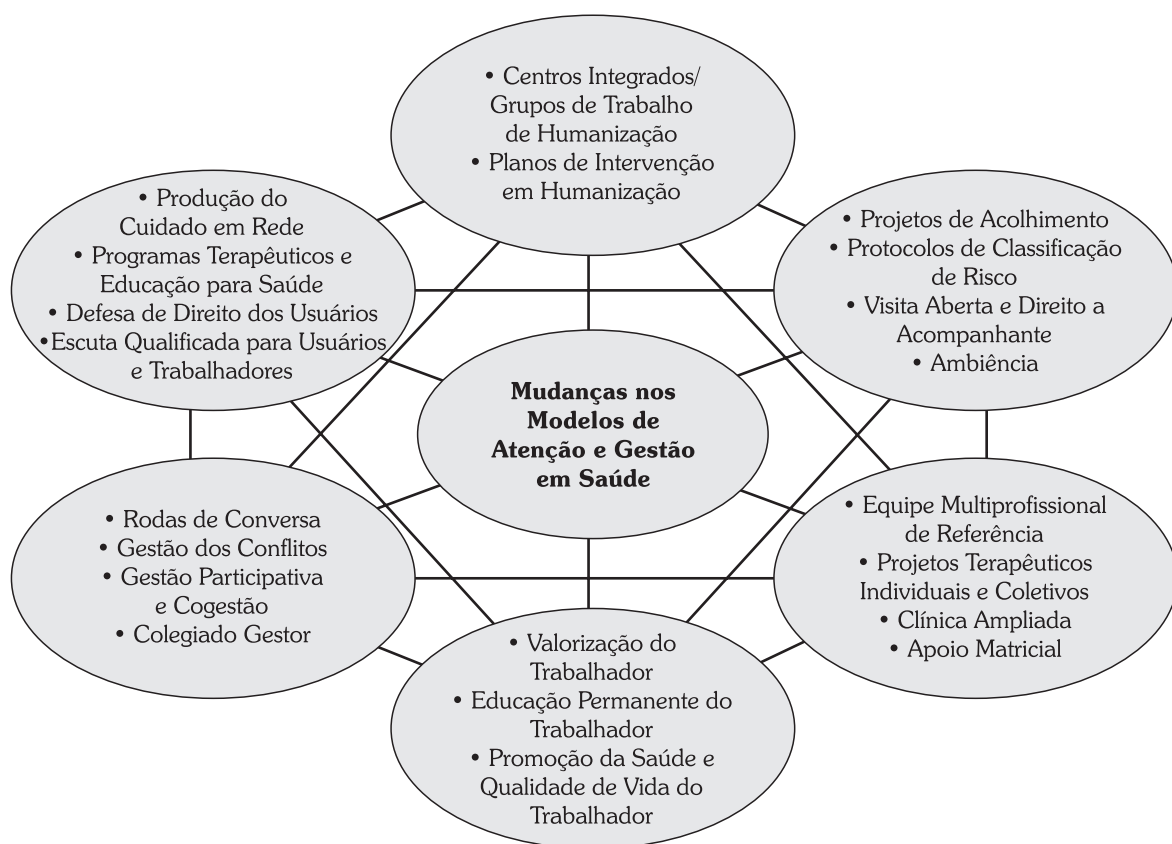 • Centros Integrados/
Grupos de Trabalho
de Humanização
• Planos de Intervenção
em Humanização
• Produção do
Cuidado em Rede
• Programas Terapêuticos e
Educação para Saúde
• Defesa de Direito dos Usuários
•Escuta Qualificada para Usuários
e Trabalhadores
• Projetos de Acolhimento
• Protocolos de Classificação
de Risco
• Visita Aberta e Direito a
Acompanhante
• Ambiência
Mudanças nos
Modelos de
Atenção e Gestão
em Saúde
• Rodas de Conversa
• Gestão dos Conflitos
• Gestão Participativa
e Cogestão
• Colegiado Gestor
• Equipe Multiprofissional
de Referência
• Projetos Terapêuticos
Individuais e Coletivos
• Clínica Ampliada
• Apoio Matricial
• Valorização do
Trabalhador
• Educação Permanente do
Trabalhador
• Promoção da Saúde e
Qualidade de Vida do
Trabalhador